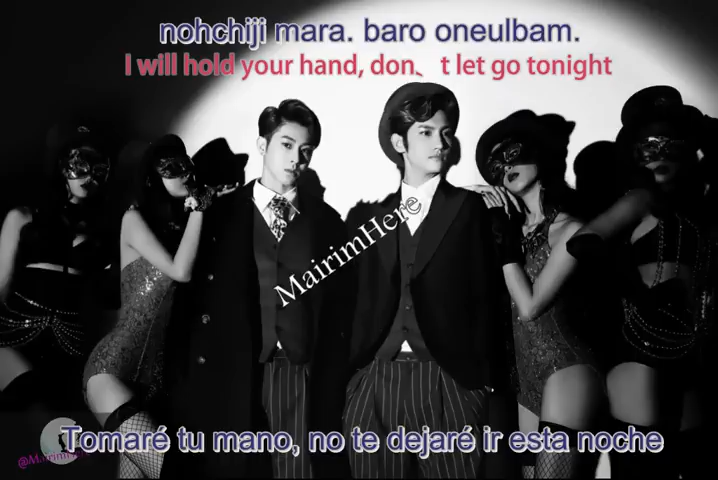 nohchiji mara. baro oneulbam.
I will hold your hand, don、t let go tonight
MairimHere
Tomaré tu mano, no te dejaré ir esta noche